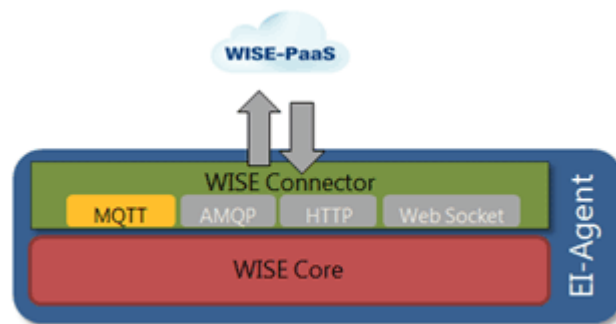 WISE-PaaS
WISE Connector
MQTT AMQP HTTP Web Socket
WISE Core
EI-Agent